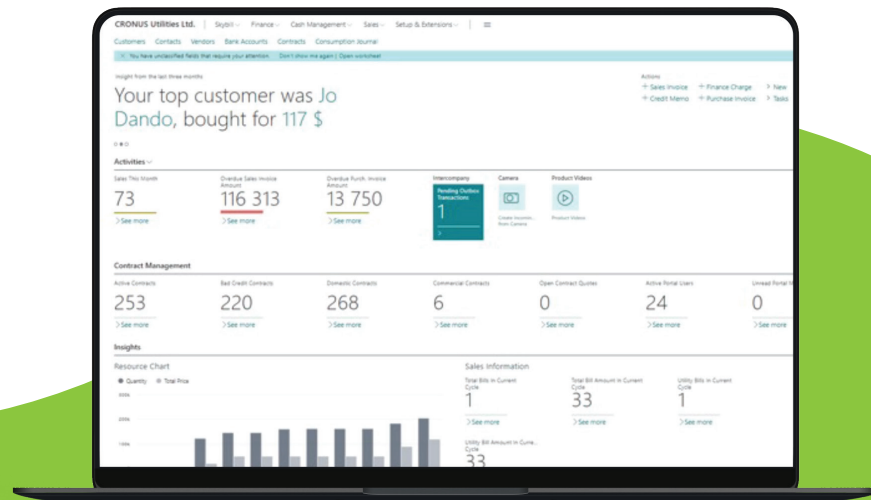 CRONUS Utilities Ltd. Skybill Finance Cash Management Sales Setup & Extensions
Customers Contacts Vendors Bank Accounts Contracts Consumption Journal
You have unclassified fields that require your attention. Don't show me again | Open worksheet
Insight from the last three months
Actions
+ Sales Invoice + Finance Charge > New
+ Credit Memo + Purchase Invoice > Tasks
Your top customer was Jo
Dando, bought for 117 $
Activities
Sales This Month
73
> See more
Overdue Sales Invoice
Amount
116 313
> See more
Overdue Purch. Invoice
Amount
13 750
> See more
Intercompany
Pending Outbox
Transactions
1
>
Camera
Create Incomin...
from Camera
Product Videos
Product Videos
Contract Management
Active Contracts
253
> See more
Bad Credit Contracts
220
> See more
Domestic Contracts
268
> See more
Commercial Contracts
6
> See more
Open Contract Quotes
0
> See more
Active Portal Users
24
> See more
Unread Portal M
0
> See more
Insights
Resource Chart
Quantity Total Price
Sales Information
Total Bills In Current
Cycle
1
> See more
Total Bill Amount In Current
Cycle
33
> See more
Utility Bills In Current
Cycle
1
> See more
Utility Bill Amount In Curre...
Cycle
33